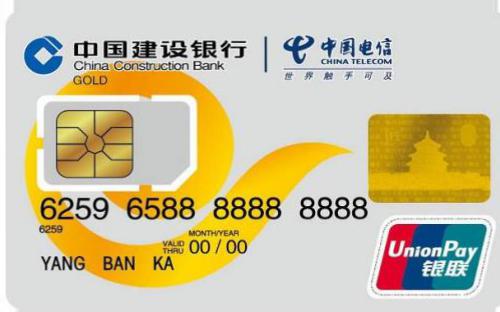 中国建设银行
China Construction Bank
GOLD
中国电信
CHINA TELECOM
世界触手可及
6259 6588 8888 8888
6259
MONTH/YEAR
VALID THRU 00 / 00
YANG BAN KA
UnionPay
银联